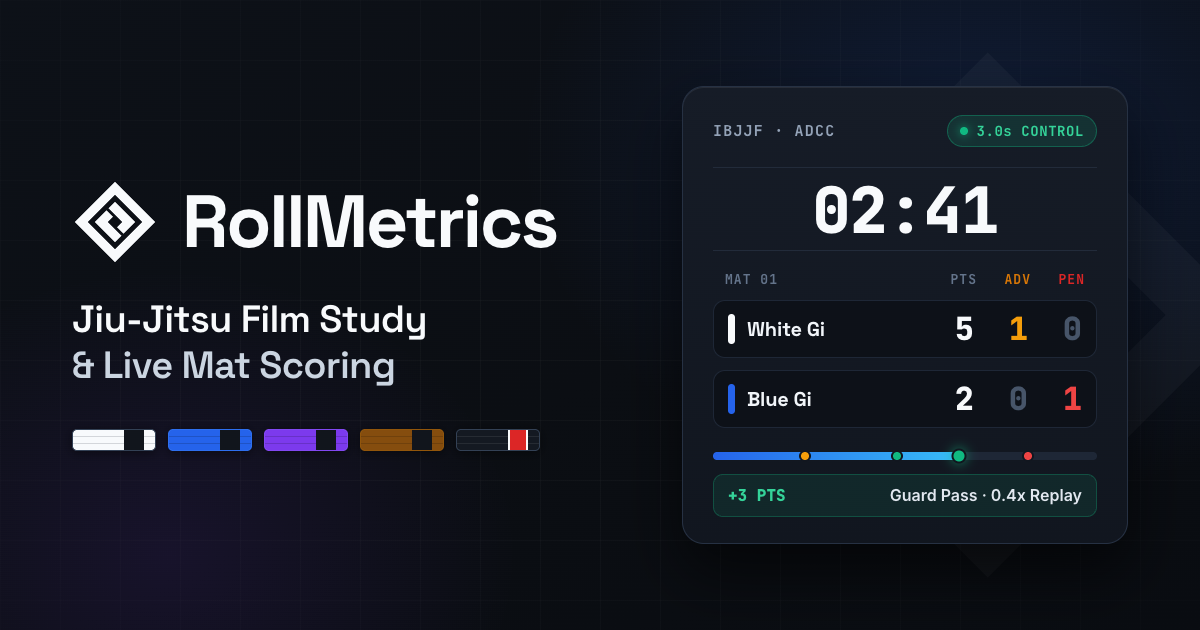 RollMetrics
Jiu-Jitsu Film Study
& Live Mat Scoring
IBJJF · ADCC
3.0s CONTROL
02:41
MAT 01 PTS ADV PEN
White Gi 5 1 0
Blue Gi 2 0 1
+3 PTS Guard Pass · 0.4x Replay